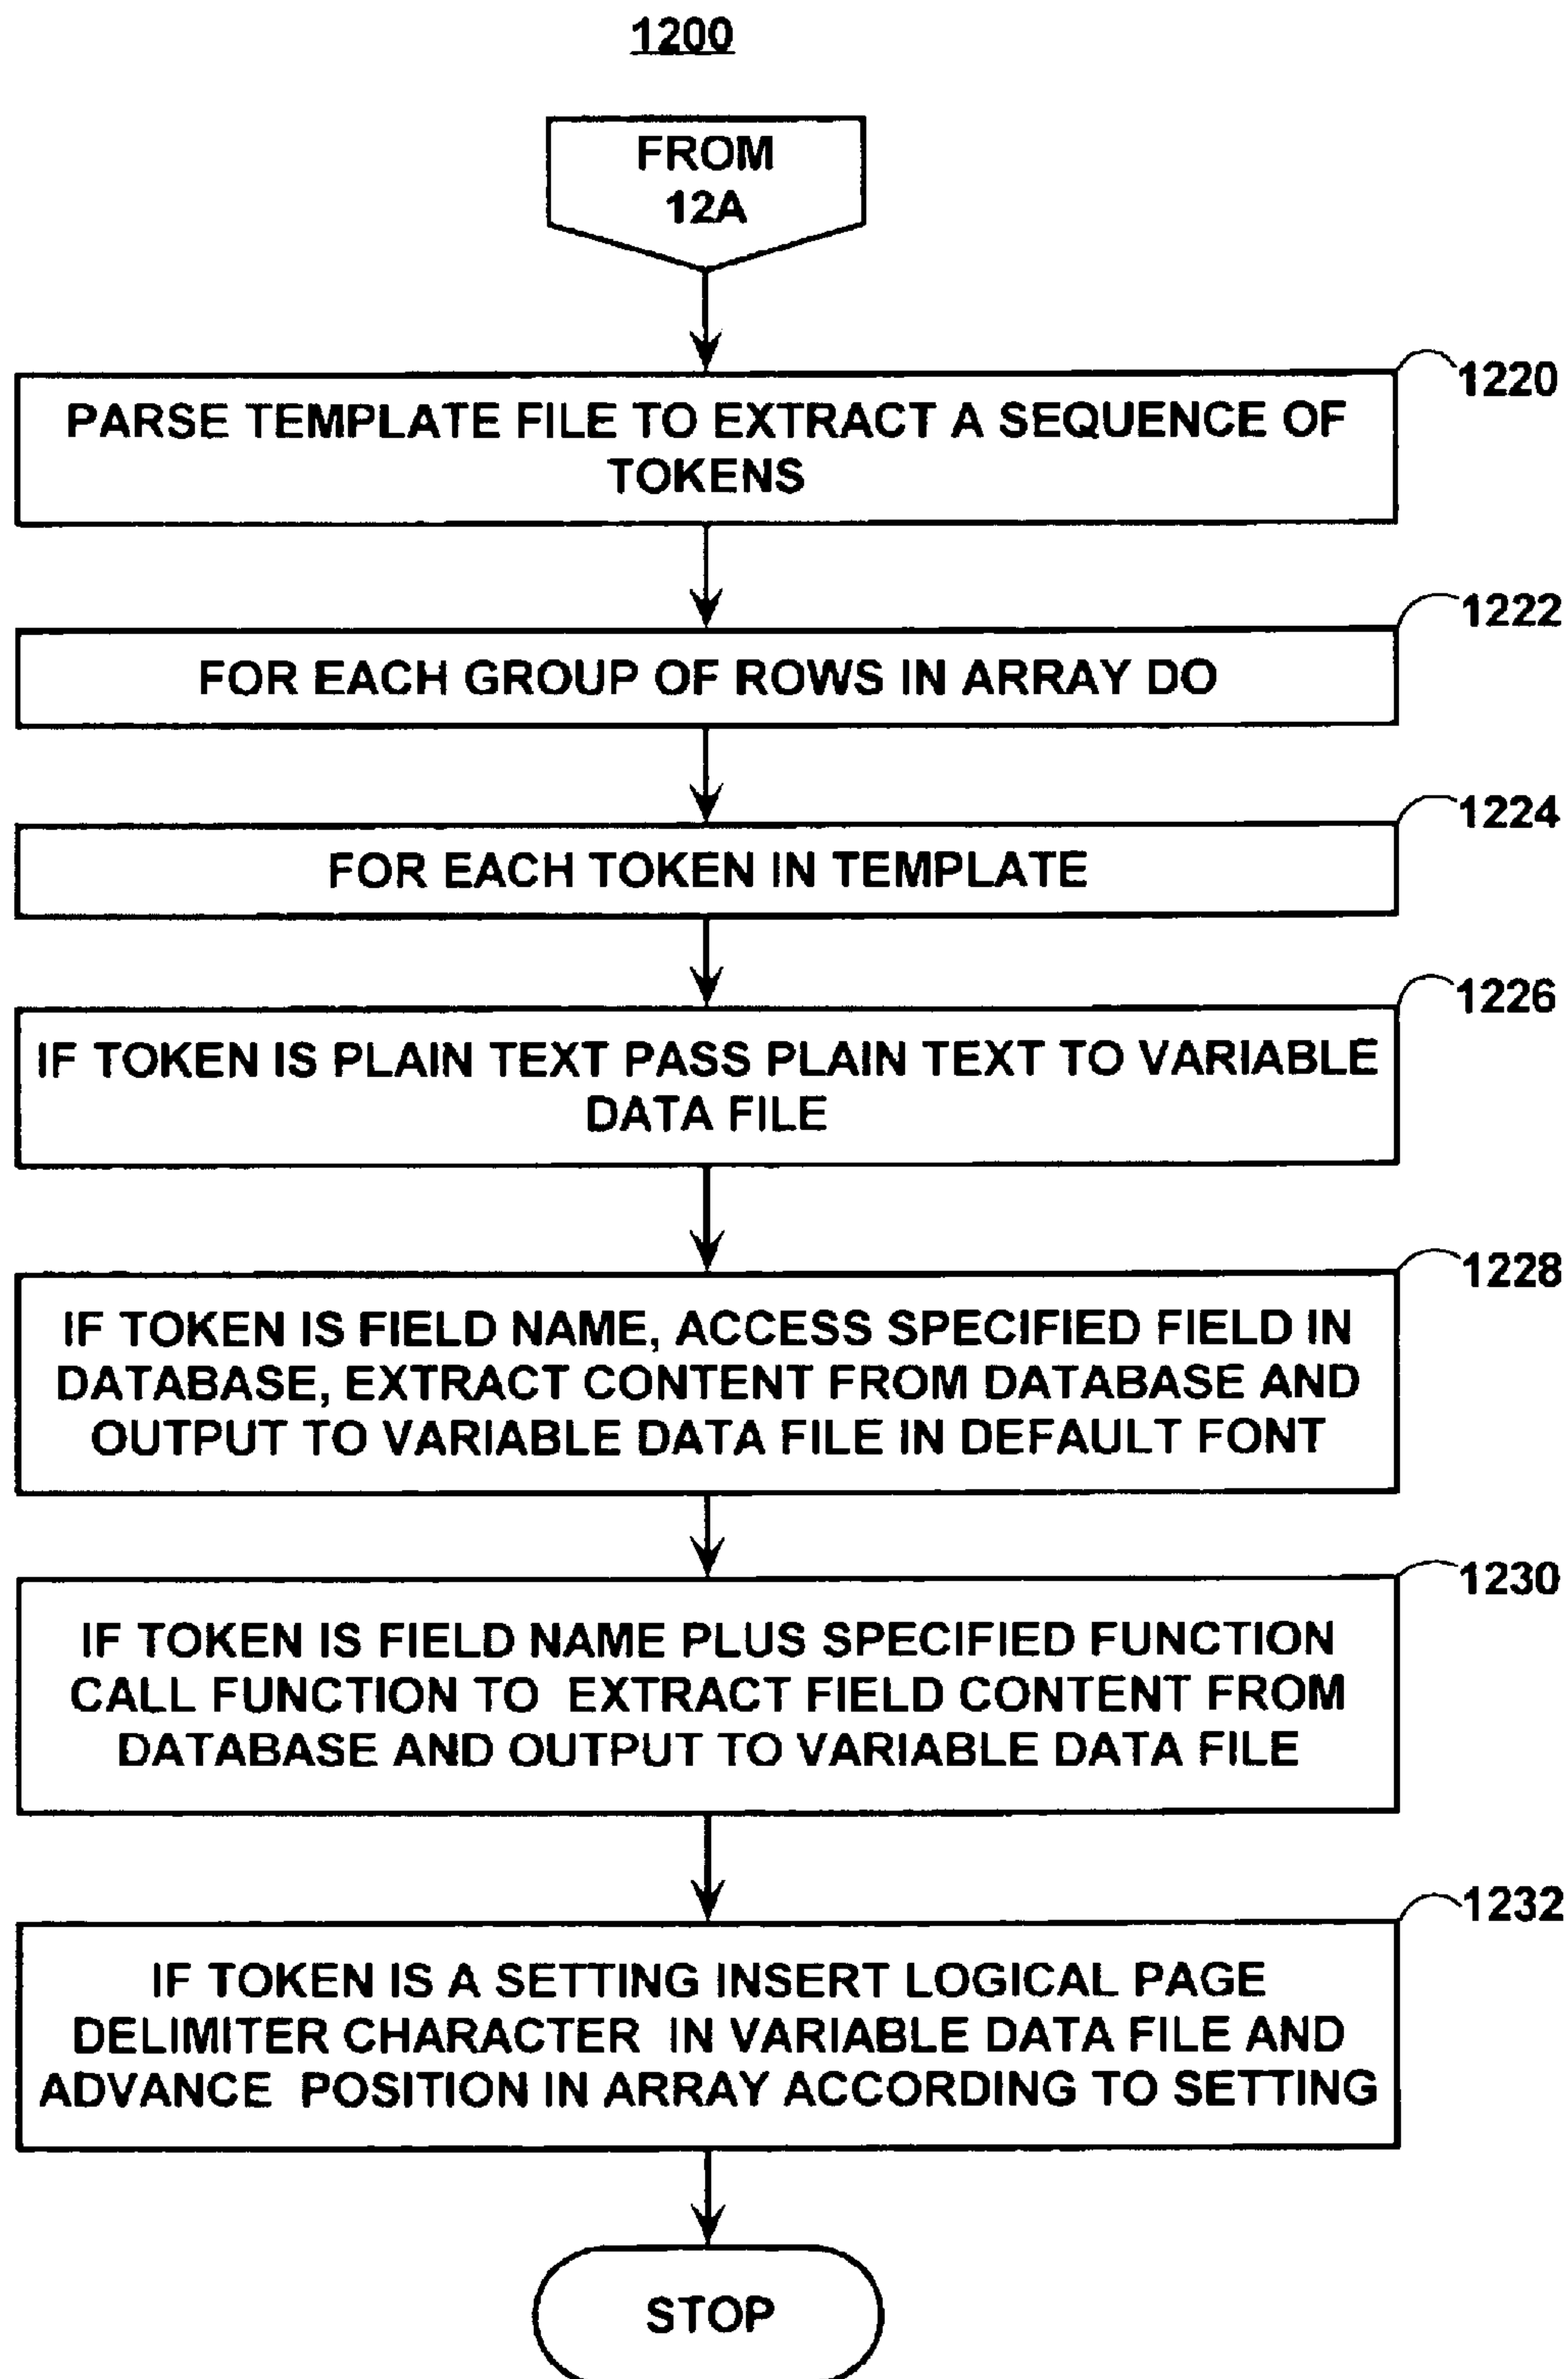 1200
FROM
12A
1220
PARSE TEMPLATE FILE TO EXTRACT A SEQUENCE OF
TOKENS
1222
FOR EACH GROUP OF ROWS IN ARRAY DO
1224
FOR EACH TOKEN IN TEMPLATE
1226
IF TOKEN IS PLAIN TEXT PASS PLAIN TEXT TO VARIABLE
DATA FILE
1228
IF TOKEN IS FIELD NAME, ACCESS SPECIFIED FIELD IN
DATABASE, EXTRACT CONTENT FROM DATABASE AND
OUTPUT TO VARIABLE DATA FILE IN DEFAULT FONT
1230
IF TOKEN IS FIELD NAME PLUS SPECIFIED FUNCTION
CALL FUNCTION TO EXTRACT FIELD CONTENT FROM
DATABASE AND OUTPUT TO VARIABLE DATA FILE
1232
IF TOKEN IS A SETTING INSERT LOGICAL PAGE
DELIMITER CHARACTER IN VARIABLE DATA FILE AND
ADVANCE POSITION IN ARRAY ACCORDING TO SETTING
STOP